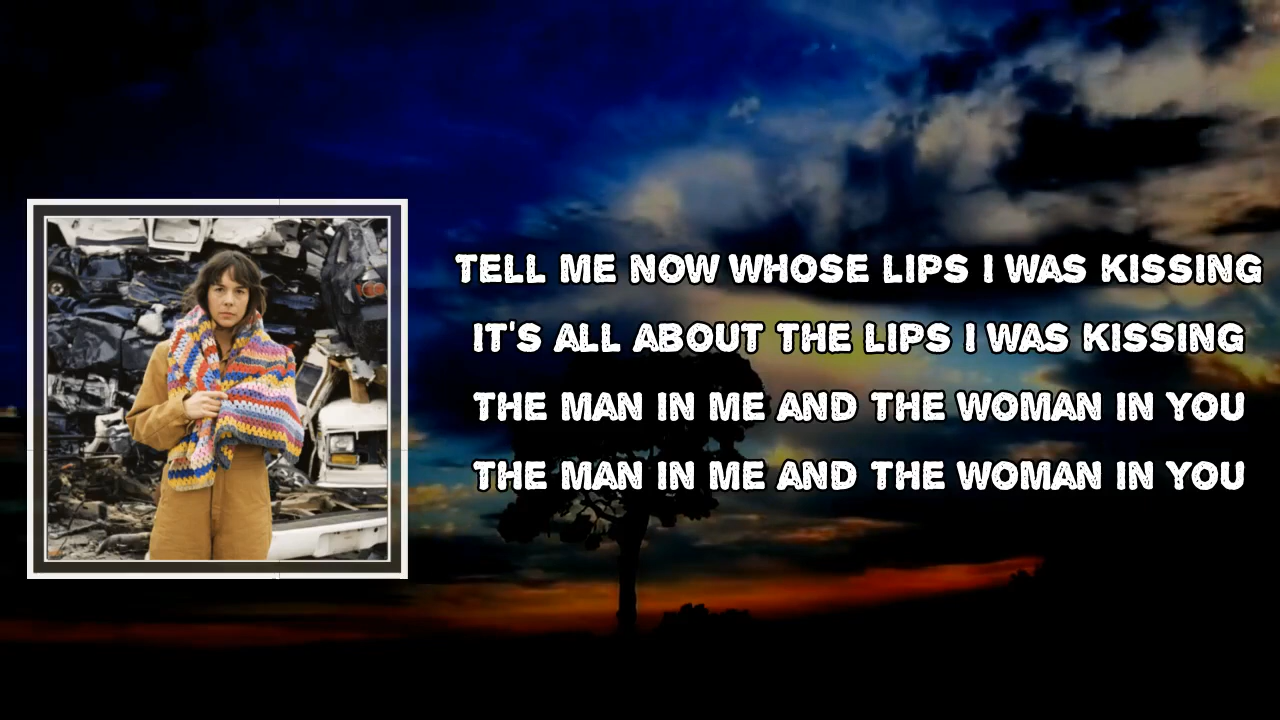 TELL ME NOW WHOSE LIPS I WAS KISSING
IT'S ALL ABOUT THE LIPS I WAS KISSING
THE MAN IN ME AND THE WOMAN IN YOU
THE MAN IN ME AND THE WOMAN IN YOU